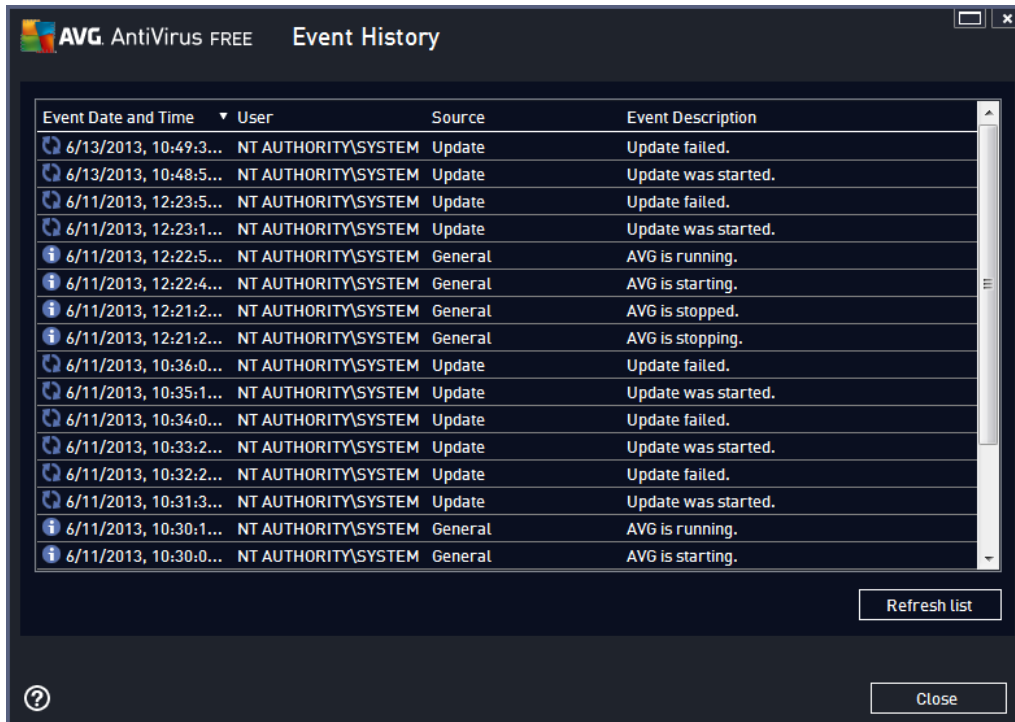 AVG. AntiVirus FREE Event History
Event Date and Time User Source Event Description
6/13/2013, 10:49:3... NT AUTHORITY\SYSTEM Update Update failed.
6/13/2013, 10:48:5... NT AUTHORITY\SYSTEM Update Update was started.
6/11/2013, 12:23:5... NT AUTHORITY\SYSTEM Update Update failed.
6/11/2013, 12:23:1... NT AUTHORITY\SYSTEM Update Update was started.
6/11/2013, 12:22:5... NT AUTHORITY\SYSTEM General AVG is running.
6/11/2013, 12:22:4... NT AUTHORITY\SYSTEM General AVG is starting.
6/11/2013, 12:21:2... NT AUTHORITY\SYSTEM General AVG is stopped.
6/11/2013, 12:21:2... NT AUTHORITY\SYSTEM General AVG is stopping.
6/11/2013, 10:36:0... NT AUTHORITY\SYSTEM Update Update failed.
6/11/2013, 10:35:1... NT AUTHORITY\SYSTEM Update Update was started.
6/11/2013, 10:34:0... NT AUTHORITY\SYSTEM Update Update failed.
6/11/2013, 10:33:2... NT AUTHORITY\SYSTEM Update Update was started.
6/11/2013, 10:32:2... NT AUTHORITY\SYSTEM Update Update failed.
6/11/2013, 10:31:3... NT AUTHORITY\SYSTEM Update Update was started.
6/11/2013, 10:30:1... NT AUTHORITY\SYSTEM General AVG is running.
6/11/2013, 10:30:0... NT AUTHORITY\SYSTEM General AVG is starting.
Refresh list
Close